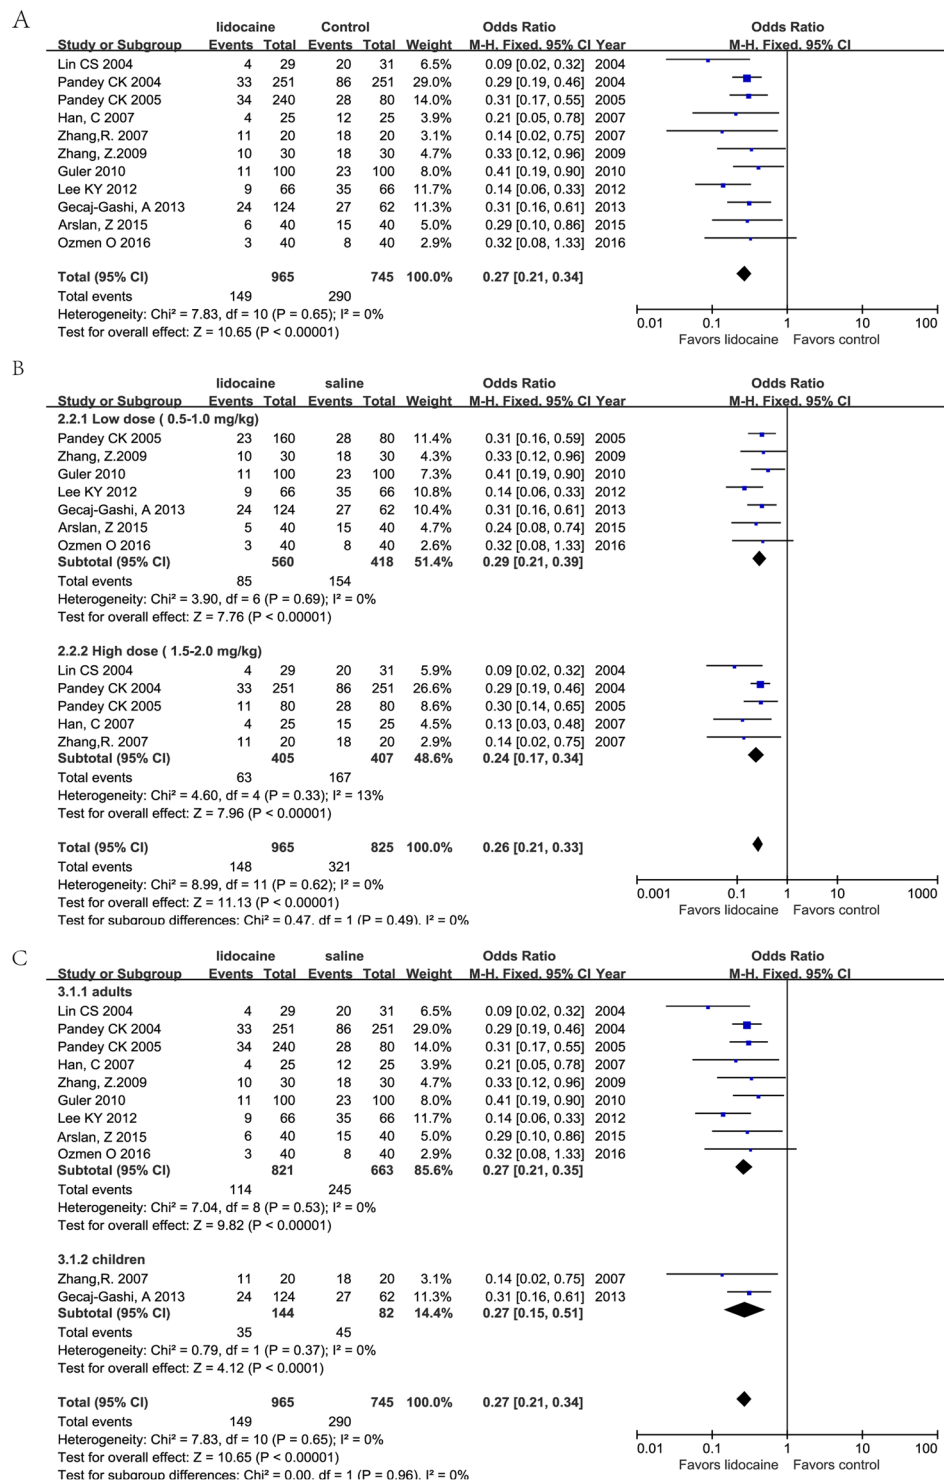 A
lidocaine Control Odds Ratio Odds Ratio
Study or Subgroup Events Total Events Total Weight M-H. Fixed. 95% CI Year M-H. Fixed. 95% CI
Lin CS 2004 4 29 20 31 6.5% 0.09 [0.02, 0.32] 2004
Pandey CK 2004 33 251 86 251 29.0% 0.29 [0.19, 0.46] 2004
Pandey CK 2005 34 240 28 80 14.0% 0.31 [0.17, 0.55] 2005
Han, C 2007 4 25 12 25 3.9% 0.21 [0.05, 0.78] 2007
Zhang,R. 2007 11 20 18 20 3.1% 0.14 [0.02, 0.75] 2007
Zhang, Z.2009 10 30 18 30 4.7% 0.33 [0.12, 0.96] 2009
Guler 2010 11 100 23 100 8.0% 0.41 [0.19, 0.90] 2010
Lee KY 2012 9 66 35 66 11.7% 0.14 [0.06, 0.33] 2012
Gecaj-Gashi, A 2013 24 124 27 62 11.3% 0.31 [0.16, 0.61] 2013
Arslan, Z 2015 6 40 15 40 5.0% 0.29 [0.10, 0.86] 2015
Ozmen O 2016 3 40 8 40 2.9% 0.32 [0.08, 1.33] 2016
Total (95% CI) 965 745 100.0% 0.27 [0.21, 0.34]
Total events 149 290
Heterogeneity: Chi² = 7.83, df = 10 (P = 0.65); I² = 0%
Test for overall effect: Z = 10.65 (P < 0.00001)
0.01 0.1 1 10 100
Favors lidocaine Favors control
B
lidocaine saline Odds Ratio Odds Ratio
Study or Subgroup Events Total Events Total Weight M-H. Fixed. 95% CI Year M-H. Fixed. 95% CI
2.2.1 Low dose ( 0.5-1.0 mg/kg)
Pandey CK 2005 23 160 28 80 11.4% 0.31 [0.16, 0.59] 2005
Zhang, Z.2009 10 30 18 30 4.3% 0.33 [0.12, 0.96] 2009
Guler 2010 11 100 23 100 7.3% 0.41 [0.19, 0.90] 2010
Lee KY 2012 9 66 35 66 10.8% 0.14 [0.06, 0.33] 2012
Gecaj-Gashi, A 2013 24 124 27 62 10.4% 0.31 [0.16, 0.61] 2013
Arslan, Z 2015 5 40 15 40 4.7% 0.24 [0.08, 0.74] 2015
Ozmen O 2016 3 40 8 40 2.6% 0.32 [0.08, 1.33] 2016
Subtotal (95% CI) 560 418 51.4% 0.29 [0.21, 0.39]
Total events 85 154
Heterogeneity: Chi² = 3.90, df = 6 (P = 0.69); I² = 0%
Test for overall effect: Z = 7.76 (P < 0.00001)
2.2.2 High dose ( 1.5-2.0 mg/kg)
Lin CS 2004 4 29 20 31 5.9% 0.09 [0.02, 0.32] 2004
Pandey CK 2004 33 251 86 251 26.6% 0.29 [0.19, 0.46] 2004
Pandey CK 2005 11 80 28 80 8.6% 0.30 [0.14, 0.65] 2005
Han, C 2007 4 25 15 25 4.5% 0.13 [0.03, 0.48] 2007
Zhang,R. 2007 11 20 18 20 2.9% 0.14 [0.02, 0.75] 2007
Subtotal (95% CI) 405 407 48.6% 0.24 [0.17, 0.34]
Total events 63 167
Heterogeneity: Chi² = 4.60, df = 4 (P = 0.33); I² = 13%
Test for overall effect: Z = 7.96 (P < 0.00001)
Total (95% CI) 965 825 100.0% 0.26 [0.21, 0.33]
Total events 148 321
Heterogeneity: Chi² = 8.99, df = 11 (P = 0.62); I² = 0%
Test for overall effect: Z = 11.13 (P < 0.00001)
Test for subgroup differences: Chi² = 0.47. df = 1 (P = 0.49). I² = 0%
0.001 0.1 1 10 1000
Favors lidocaine Favors control
C
lidocaine saline Odds Ratio Odds Ratio
Study or Subgroup Events Total Events Total Weight M-H. Fixed. 95% CI Year M-H. Fixed. 95% CI
3.1.1 adults
Lin CS 2004 4 29 20 31 6.5% 0.09 [0.02, 0.32] 2004
Pandey CK 2004 33 251 86 251 29.0% 0.29 [0.19, 0.46] 2004
Pandey CK 2005 34 240 28 80 14.0% 0.31 [0.17, 0.55] 2005
Han, C 2007 4 25 12 25 3.9% 0.21 [0.05, 0.78] 2007
Zhang, Z.2009 10 30 18 30 4.7% 0.33 [0.12, 0.96] 2009
Guler 2010 11 100 23 100 8.0% 0.41 [0.19, 0.90] 2010
Lee KY 2012 9 66 35 66 11.7% 0.14 [0.06, 0.33] 2012
Arslan, Z 2015 6 40 15 40 5.0% 0.29 [0.10, 0.86] 2015
Ozmen O 2016 3 40 8 40 2.9% 0.32 [0.08, 1.33] 2016
Subtotal (95% CI) 821 663 85.6% 0.27 [0.21, 0.35]
Total events 114 245
Heterogeneity: Chi² = 7.04, df = 8 (P = 0.53); I² = 0%
Test for overall effect: Z = 9.82 (P < 0.00001)
3.1.2 children
Zhang,R. 2007 11 20 18 20 3.1% 0.14 [0.02, 0.75] 2007
Gecaj-Gashi, A 2013 24 124 27 62 11.3% 0.31 [0.16, 0.61] 2013
Subtotal (95% CI) 144 82 14.4% 0.27 [0.15, 0.51]
Total events 35 45
Heterogeneity: Chi² = 0.79, df = 1 (P = 0.37); I² = 0%
Test for overall effect: Z = 4.12 (P < 0.0001)
Total (95% CI) 965 745 100.0% 0.27 [0.21, 0.34]
Total events 149 290
Heterogeneity: Chi² = 7.83, df = 10 (P = 0.65); I² = 0%
Test for overall effect: Z = 10.65 (P < 0.00001)
Test for subgroup differences: Chi² = 0.00. df = 1 (P = 0.96). I² = 0%
0.01 0.1 1 10 100
Favors lidocaine Favors control